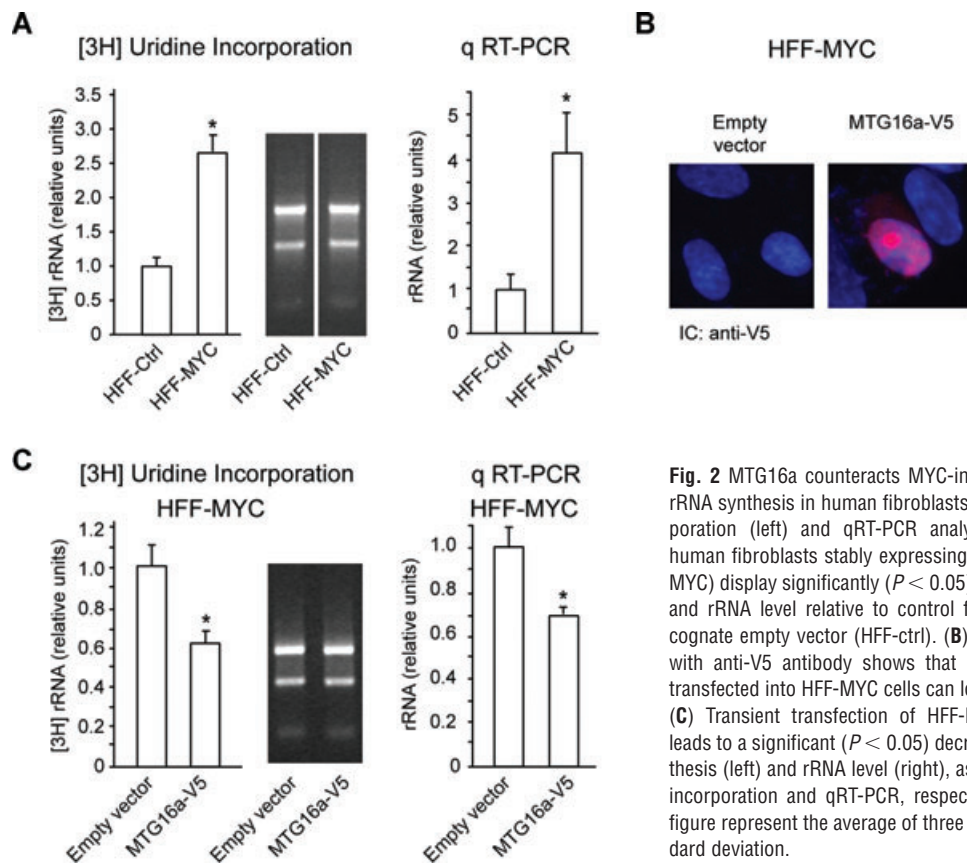 A
[3H] Uridine Incorporation
q RT-PCR
[3H] rRNA (relative units)
3.5
3.0
2.5
2.0
1.5
1.0
0.5
0
*
HFF-Ctrl
HFF-MYC
HFF-Ctrl
HFF-MYC
rRNA (relative units)
5
4
3
2
1
0
*
HFF-Ctrl
HFF-MYC
B
HFF-MYC
Empty
vector
MTG16a-V5
IC: anti-V5
C
[3H] Uridine Incorporation
HFF-MYC
q RT-PCR
HFF-MYC
[3H] rRNA (relative units)
1.2
1.0
0.8
0.6
0.4
0.2
0
*
Empty vector
MTG16a-V5
Empty vector
MTG16a-V5
rRNA (relative units)
1.0
0.8
0.6
0.4
0.2
0
*
Empty vector
MTG16a-V5
Fig. 2 MTG16a counteracts MYC-in
rRNA synthesis in human fibroblasts
poration (left) and qRT-PCR analy
human fibroblasts stably expressing
MYC) display significantly (P < 0.05
and rRNA level relative to control f
cognate empty vector (HFF-ctrl). (B)
with anti-V5 antibody shows that
transfected into HFF-MYC cells can l
(C) Transient transfection of HFF-
leads to a significant (P < 0.05) decr
thesis (left) and rRNA level (right), as
incorporation and qRT-PCR, respec
figure represent the average of three
dard deviation.